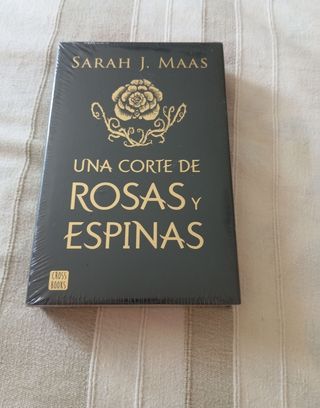 SARAH J. MAAS
UNA CORTE DE
ROSAS Y
ESPINAS
CROSS
BOOKS